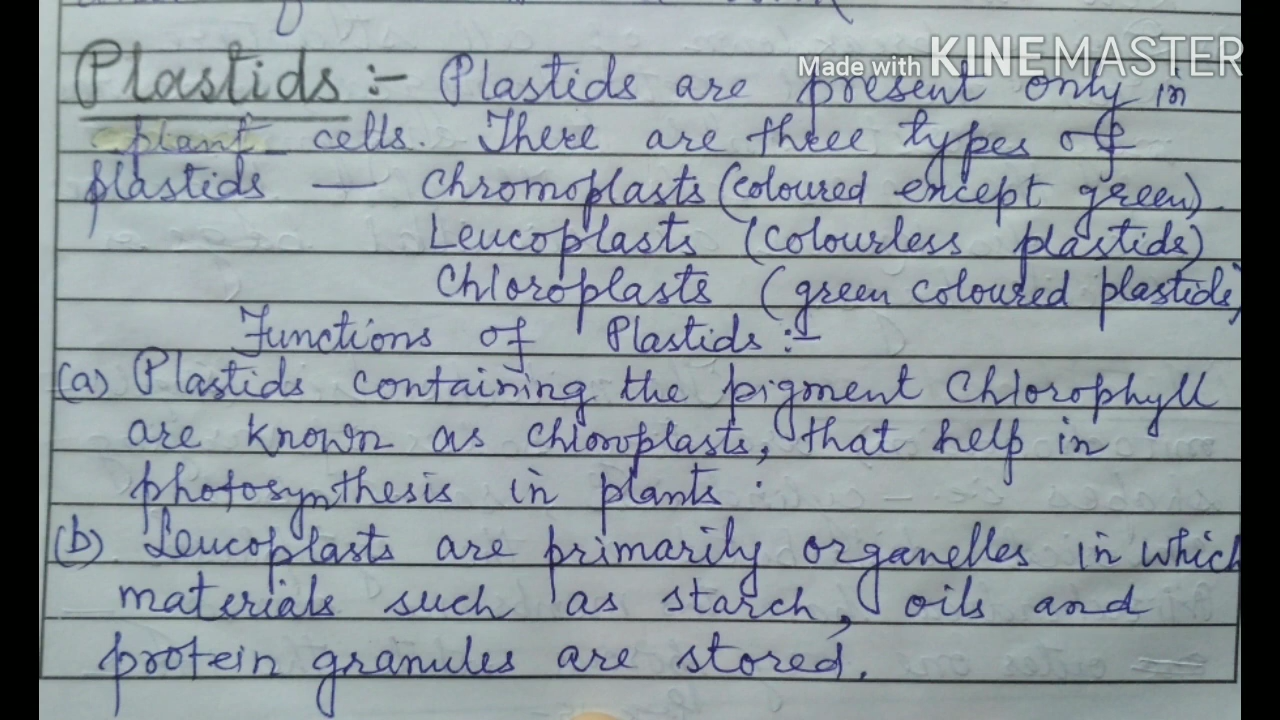 Made with KINEMASTER
Plastids :- Plastids are present only in
plant cells. There are three types of
plastids — Chromoplasts (coloured except green).
Leucoplasts (colourless plastids)
Chloroplasts (green coloured plastids)
Functions of Plastids :-
(a) Plastids containing the pigment Chlorophyll
are known as chloroplasts, that help in
photosynthesis in plants.
(b) Leucoplasts are primarily organelles in which
materials such as starch, oils and
protein granules are stored.